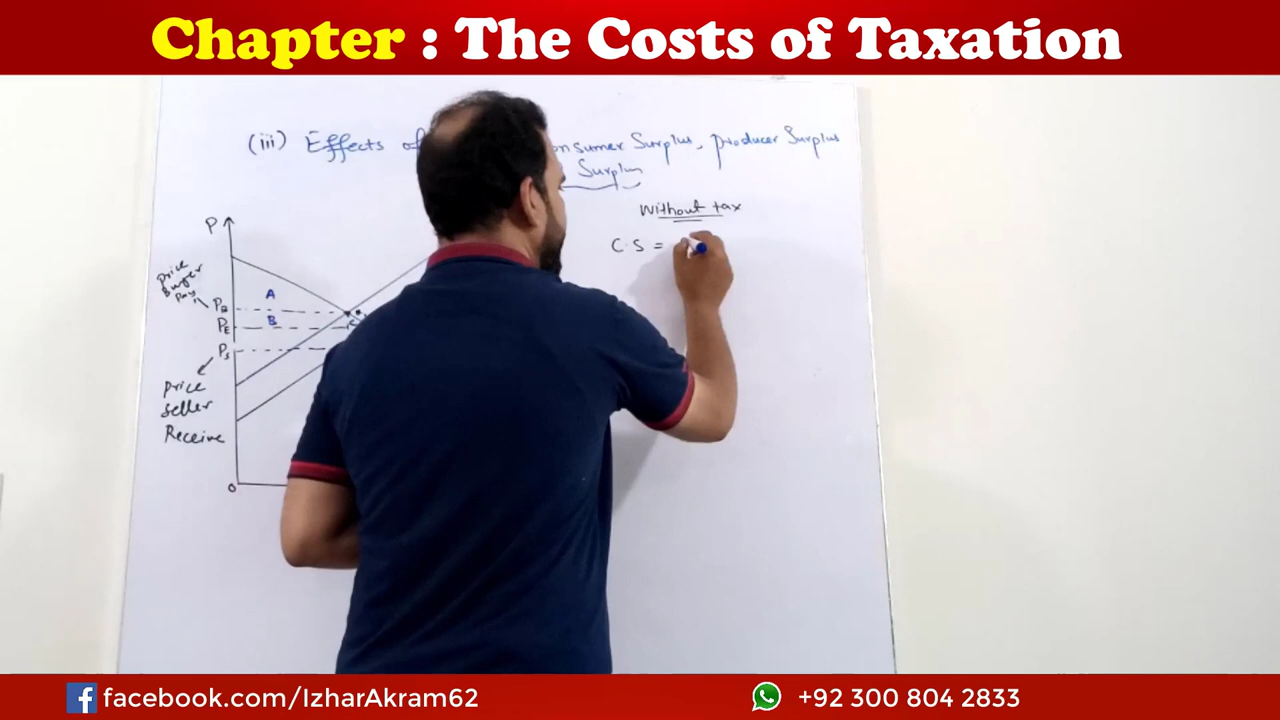 Chapter : The Costs of Taxation
(iii) Effects of onsumer Surplus, Producer Surplus
Surplus
Without tax
C.S =
P
Price
Buyer
Pay
A
PB
B
C
PE
PS
Price
Seller
Receive
0
facebook.com/IzharAkram62
+92 300 804 2833